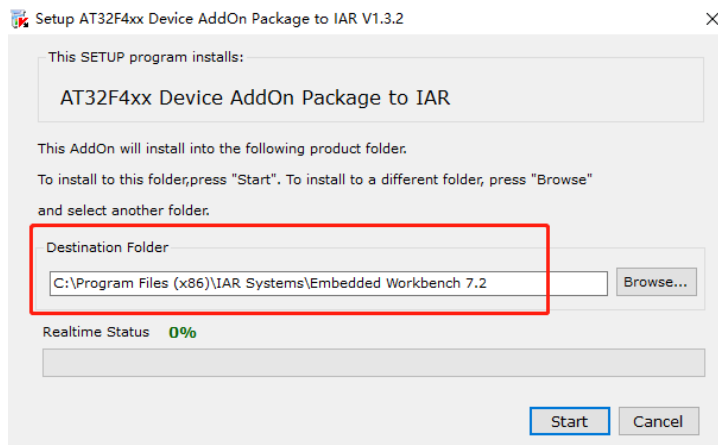 Setup AT32F4xx Device AddOn Package to IAR V1.3.2
This SETUP program installs:
AT32F4xx Device AddOn Package to IAR
This AddOn will install into the following product folder.
To install to this folder,press "Start". To install to a different folder, press "Browse"
and select another folder.
Destination Folder
C:\Program Files (x86)\IAR Systems\Embedded Workbench 7.2
Browse...
Realtime Status 0%
Start Cancel